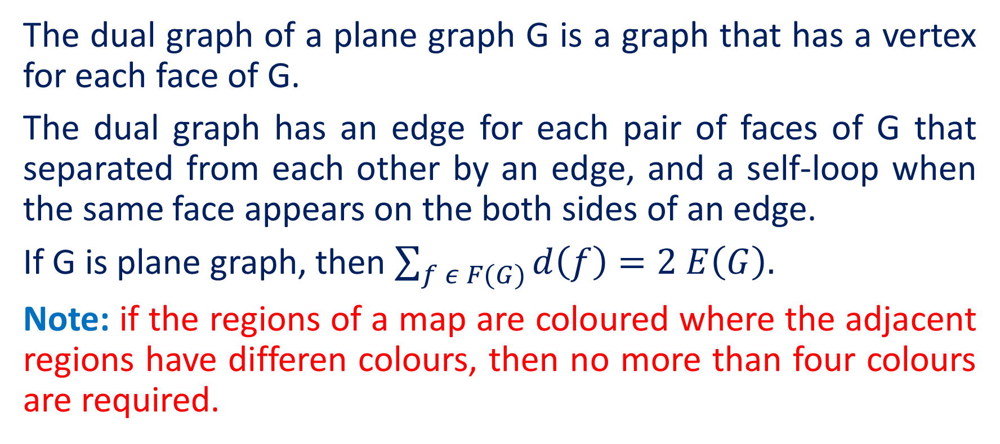 The dual graph of a plane graph G is a graph that has a vertex
for each face of G.
The dual graph has an edge for each pair of faces of G that
separated from each other by an edge, and a self-loop when
the same face appears on the both sides of an edge.
If G is plane graph, then ∑_{f ϵ F(G)} d(f) = 2 E(G).
Note: if the regions of a map are coloured where the adjacent
regions have differen colours, then no more than four colours
are required.